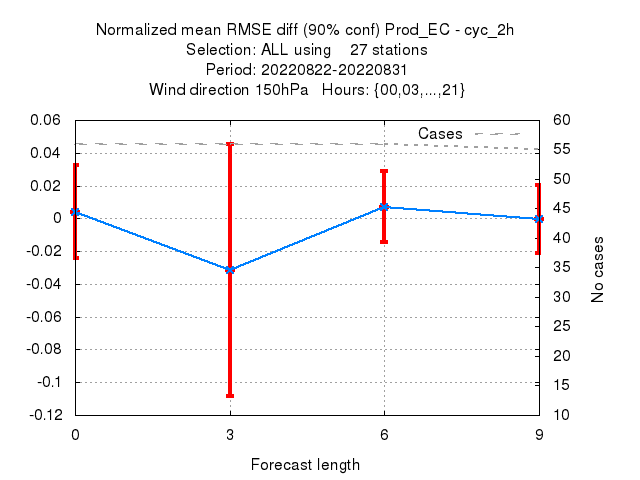 Normalized mean RMSE diff (90% conf) Prod_EC - cyc_2h
Selection: ALL using 27 stations
Period: 20220822-20220831
Wind direction 150hPa Hours: {00,03,...,21}
Cases
0.06
0.04
0.02
0
-0.02
-0.04
-0.06
-0.08
-0.1
-0.12
60
55
50
45
40
35
30
25
20
15
10
No cases
0 3 6 9
Forecast length